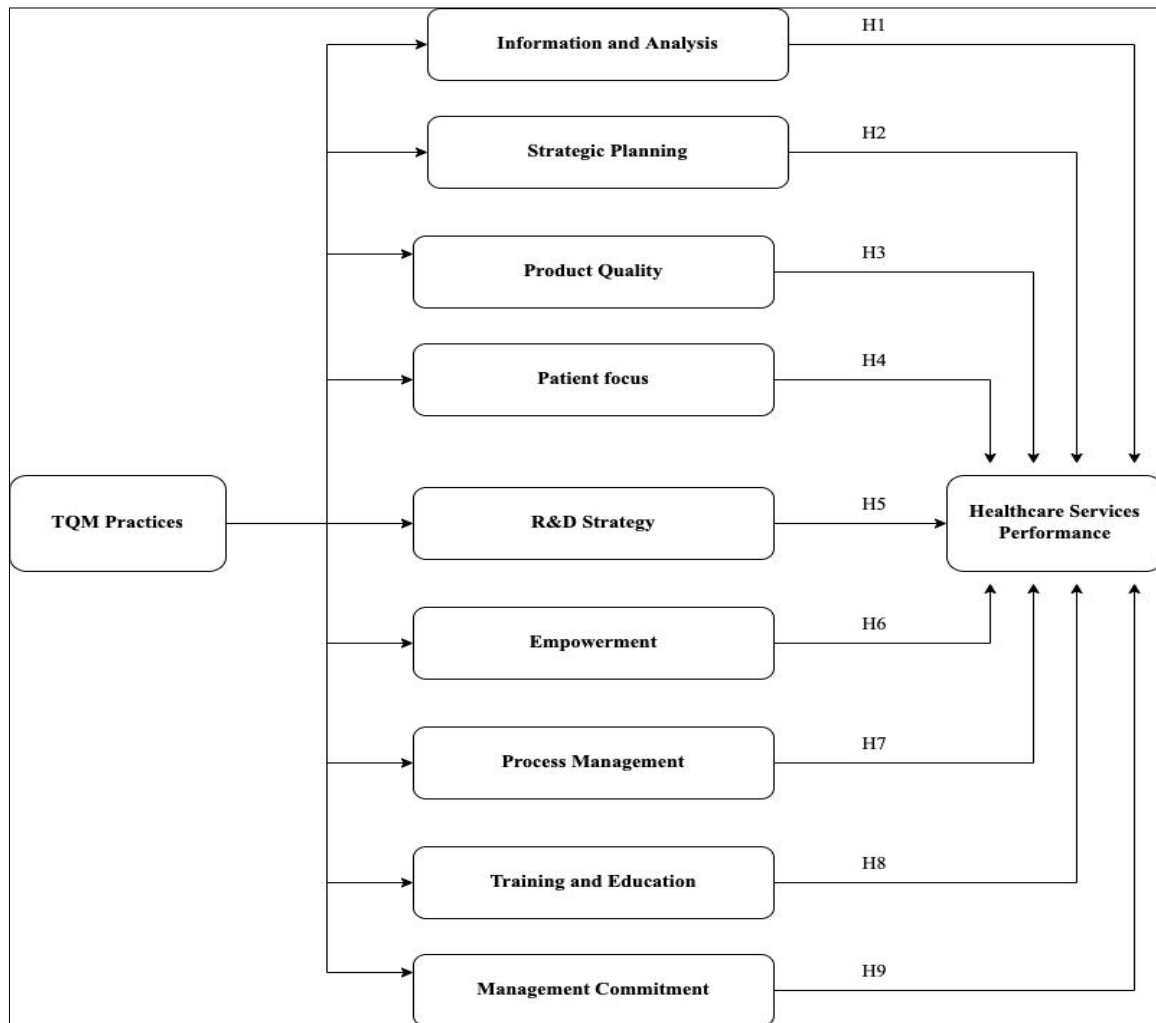 Information and Analysis
H1
Strategic Planning
H2
Product Quality
H3
Patient focus
H4
TQM Practices
R&D Strategy
H5
Healthcare Services
Performance
Empowerment
H6
Process Management
H7
Training and Education
H8
Management Commitment
H9